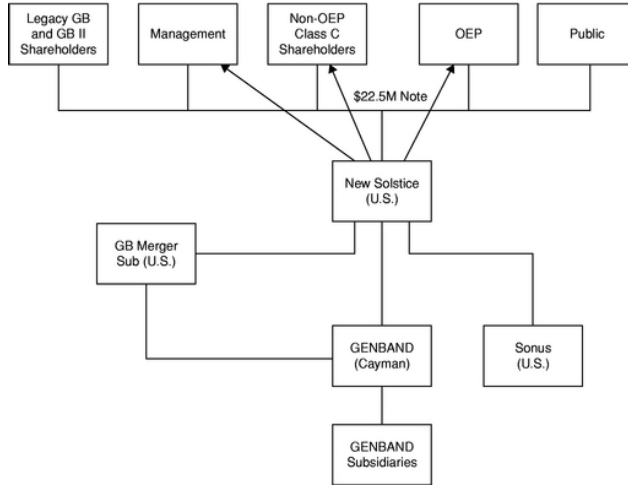 Legacy GB
and GB II
Shareholders
Management
Non-OEP
Class C
Shareholders
OEP
Public
$22.5M Note
New Solstice
(U.S.)
GB Merger
Sub (U.S.)
GENBAND
(Cayman)
Sonus
(U.S.)
GENBAND
Subsidiaries